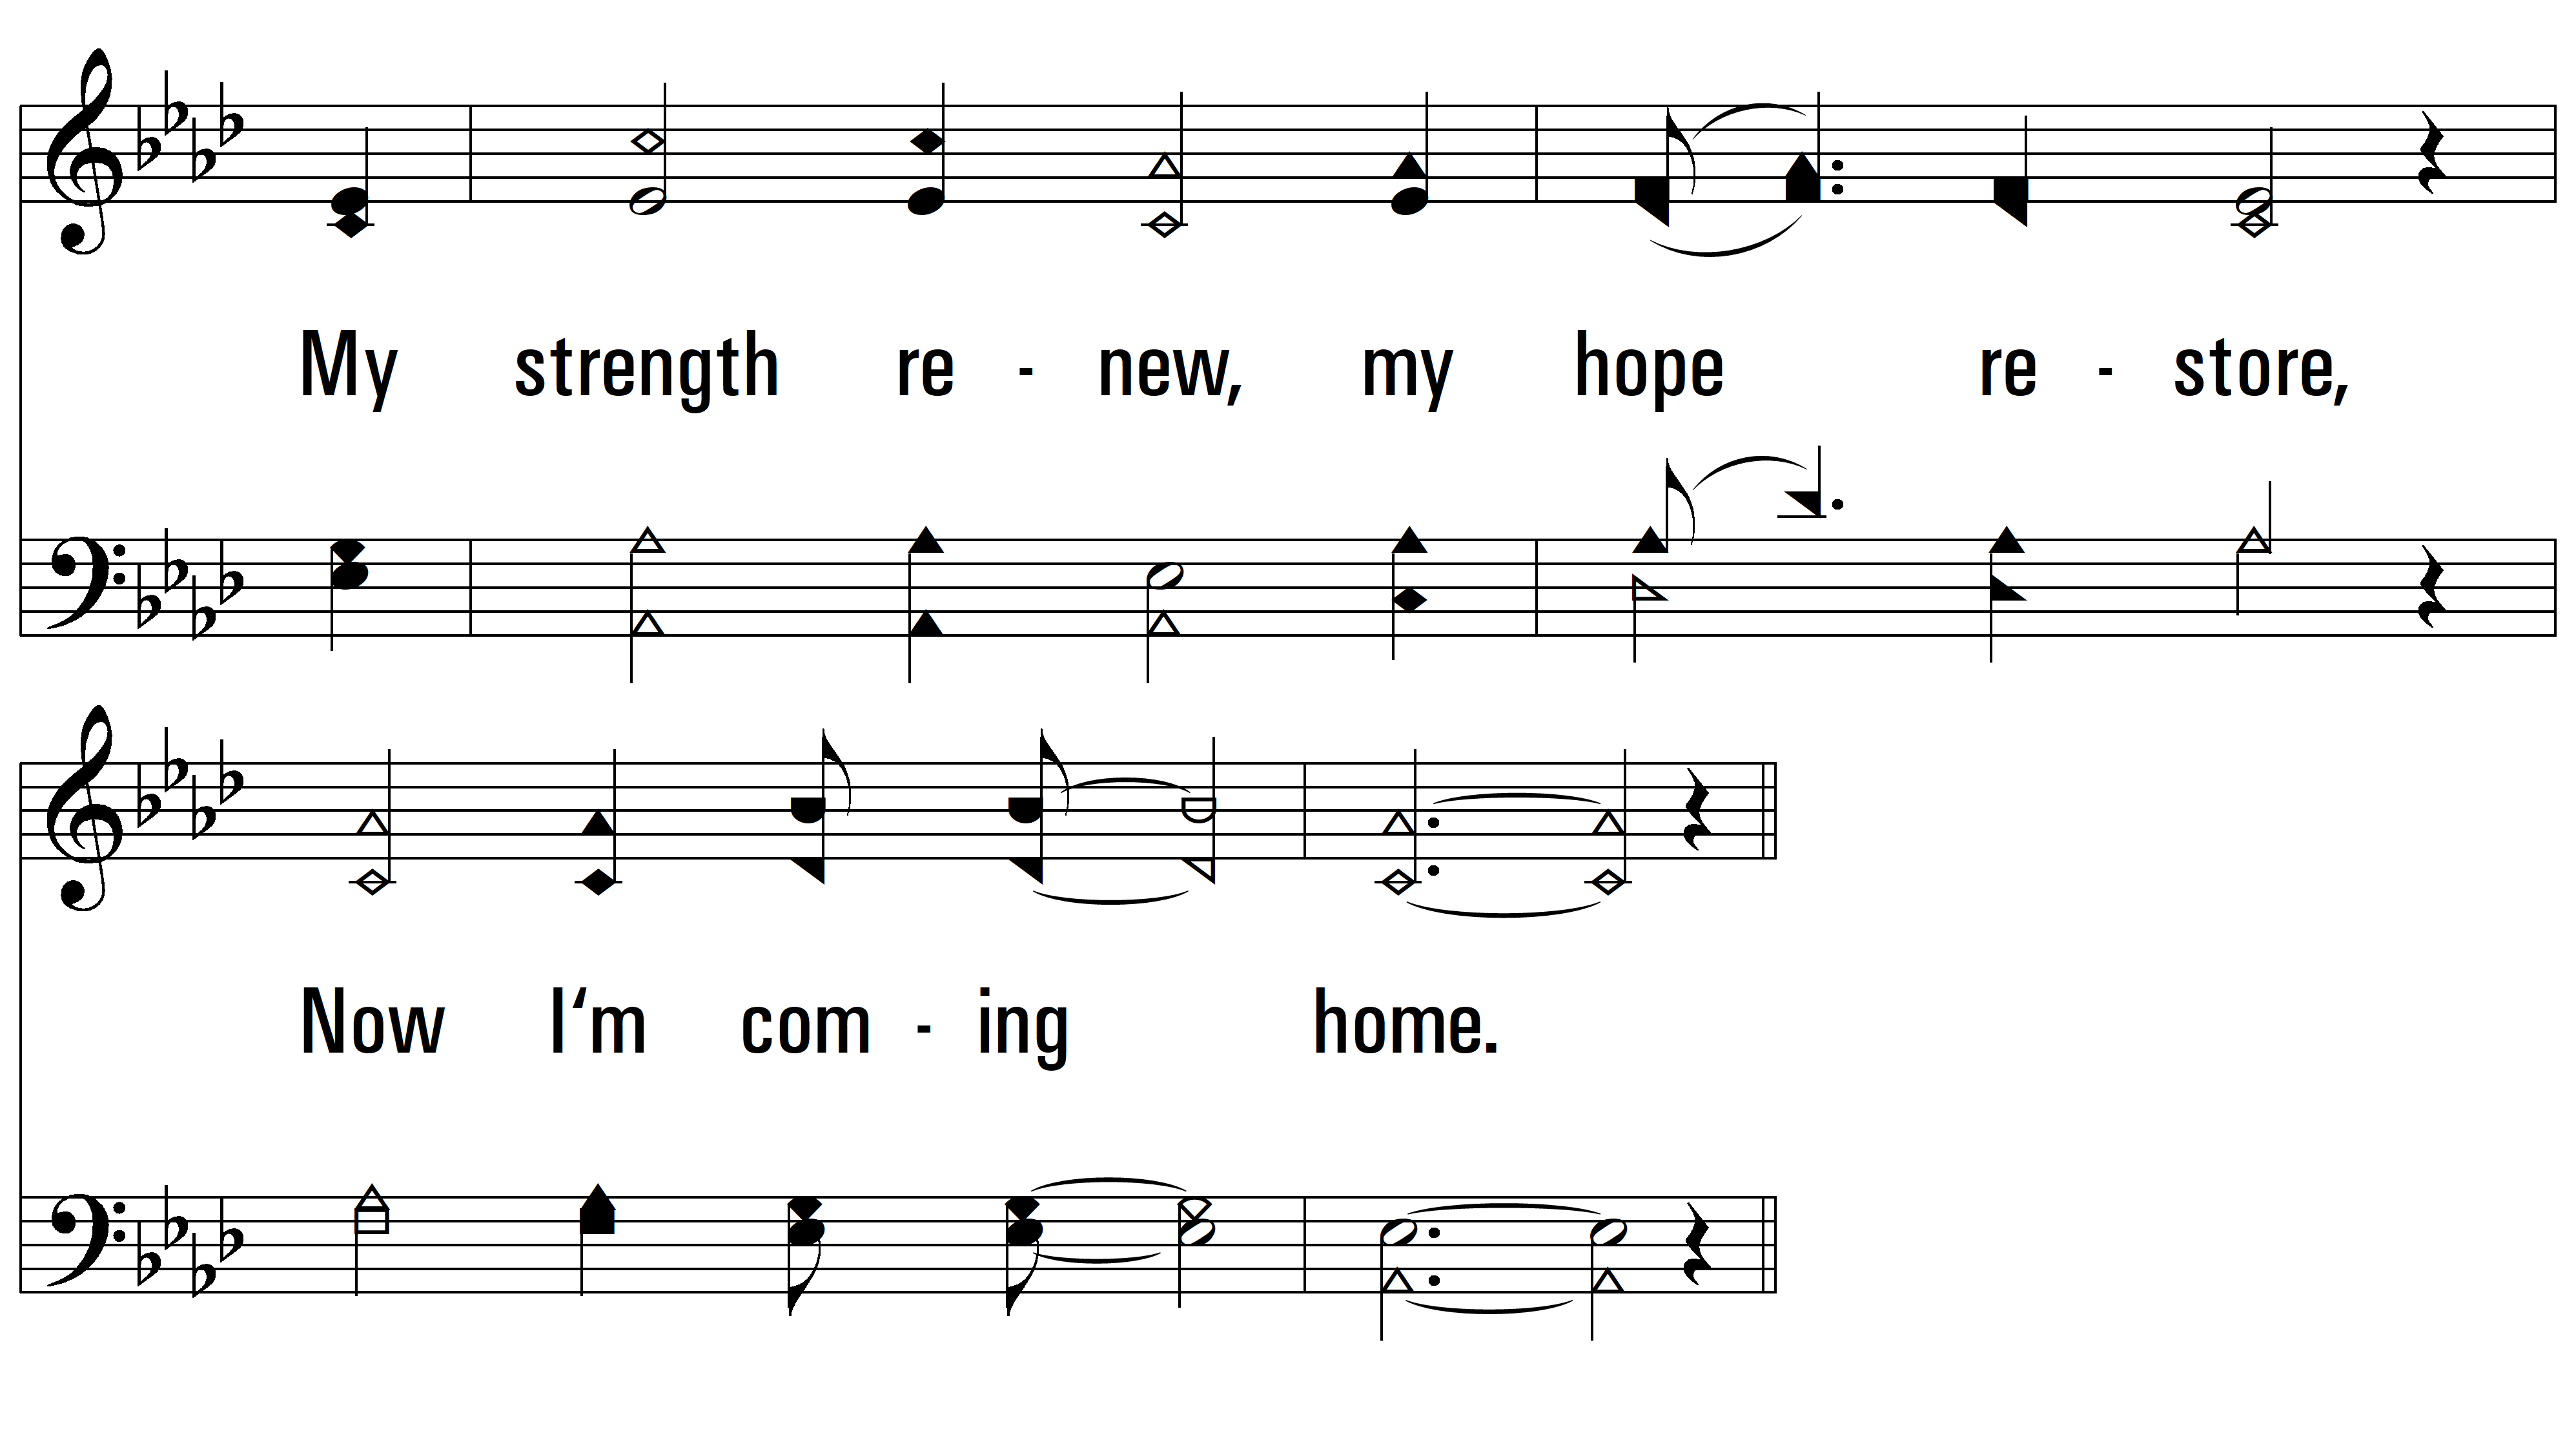 My strength re - new, my hope re - store,
Now I‘m com - ing home.